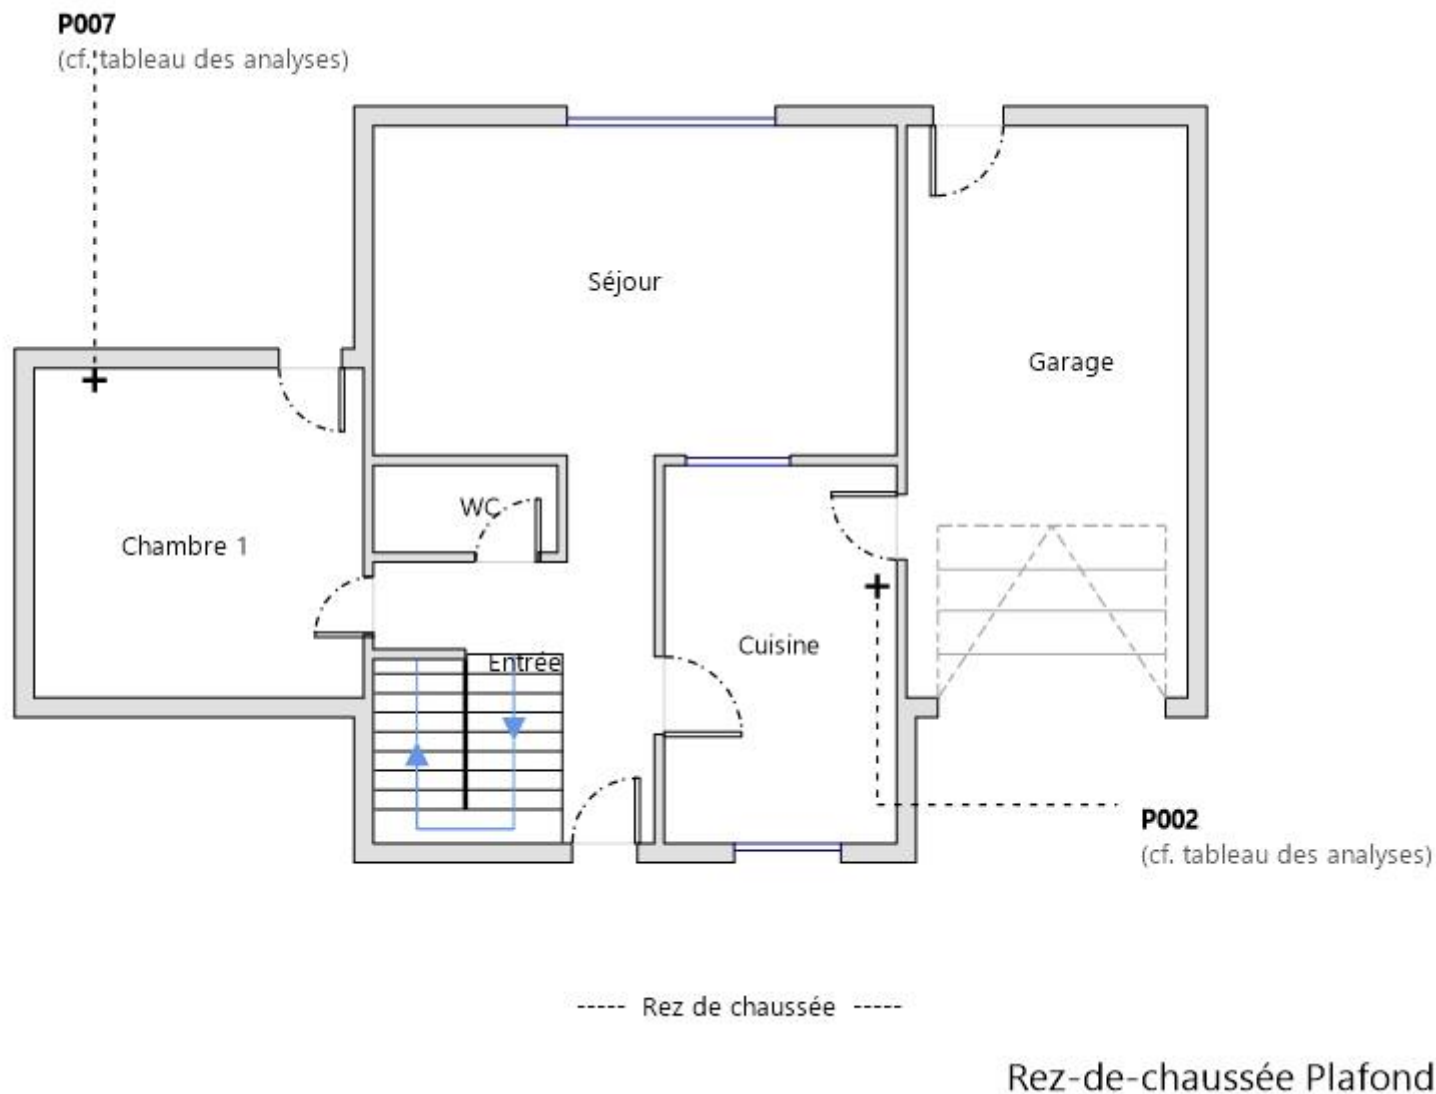 P007
(cf. tableau des analyses)
Séjour
Garage
WC
Chambre 1
Cuisine
Entrée
P002
(cf. tableau des analyses)
----- Rez de chaussée -----
Rez-de-chaussée Plafond